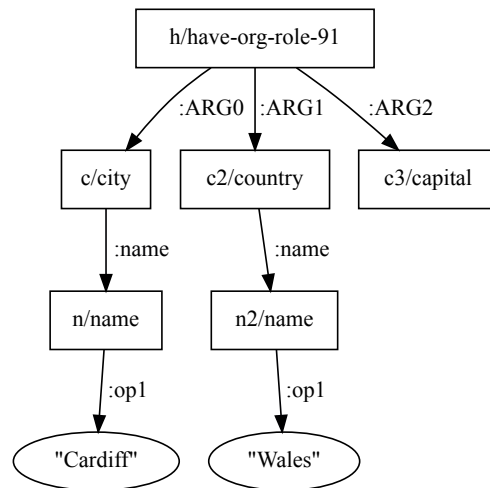 h/have-org-role-91
:ARG0 :ARG1 :ARG2
c/city c2/country c3/capital
:name :name
n/name n2/name
:op1 :op1
"Cardiff" "Wales"